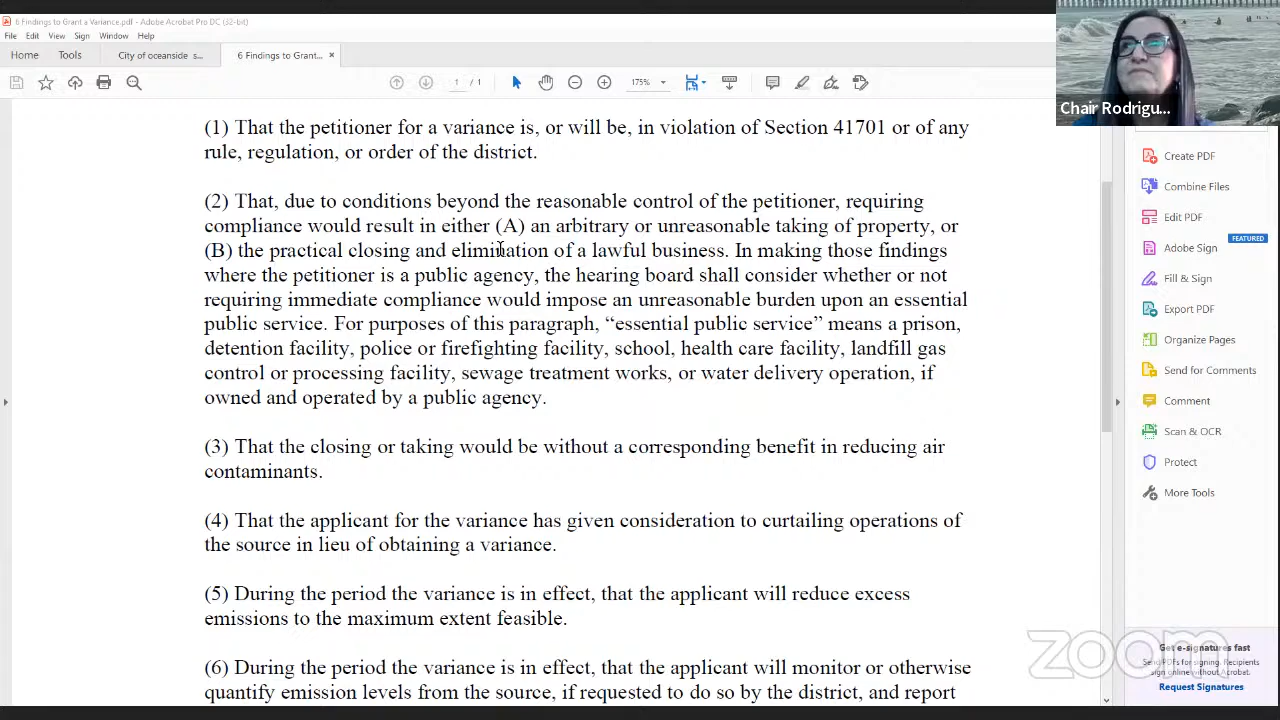 6 Findings to Grant a Variance.pdf - Adobe Acrobat Pro DC (32-bit)
File Edit View Sign Window Help
Home Tools City of oceanside s... 6 Findings to Grant... ×
1 / 1 175%
Chair Rodrigu...
(1) That the petitioner for a variance is, or will be, in violation of Section 41701 or of any
rule, regulation, or order of the district.
(2) That, due to conditions beyond the reasonable control of the petitioner, requiring
compliance would result in either (A) an arbitrary or unreasonable taking of property, or
(B) the practical closing and elimination of a lawful business. In making those findings
where the petitioner is a public agency, the hearing board shall consider whether or not
requiring immediate compliance would impose an unreasonable burden upon an essential
public service. For purposes of this paragraph, “essential public service” means a prison,
detention facility, police or firefighting facility, school, health care facility, landfill gas
control or processing facility, sewage treatment works, or water delivery operation, if
owned and operated by a public agency.
(3) That the closing or taking would be without a corresponding benefit in reducing air
contaminants.
(4) That the applicant for the variance has given consideration to curtailing operations of
the source in lieu of obtaining a variance.
(5) During the period the variance is in effect, that the applicant will reduce excess
emissions to the maximum extent feasible.
(6) During the period the variance is in effect, that the applicant will monitor or otherwise
quantify emission levels from the source, if requested to do so by the district, and report
Create PDF
Combine Files
Edit PDF
FEATURED
Adobe Sign
Fill & Sign
Export PDF
Organize Pages
Send for Comments
Comment
Scan & OCR
Protect
More Tools
zoom
Get e-signatures fast
Send PDFs for signing. Recipients
sign online within Acrobat.
Request Signatures